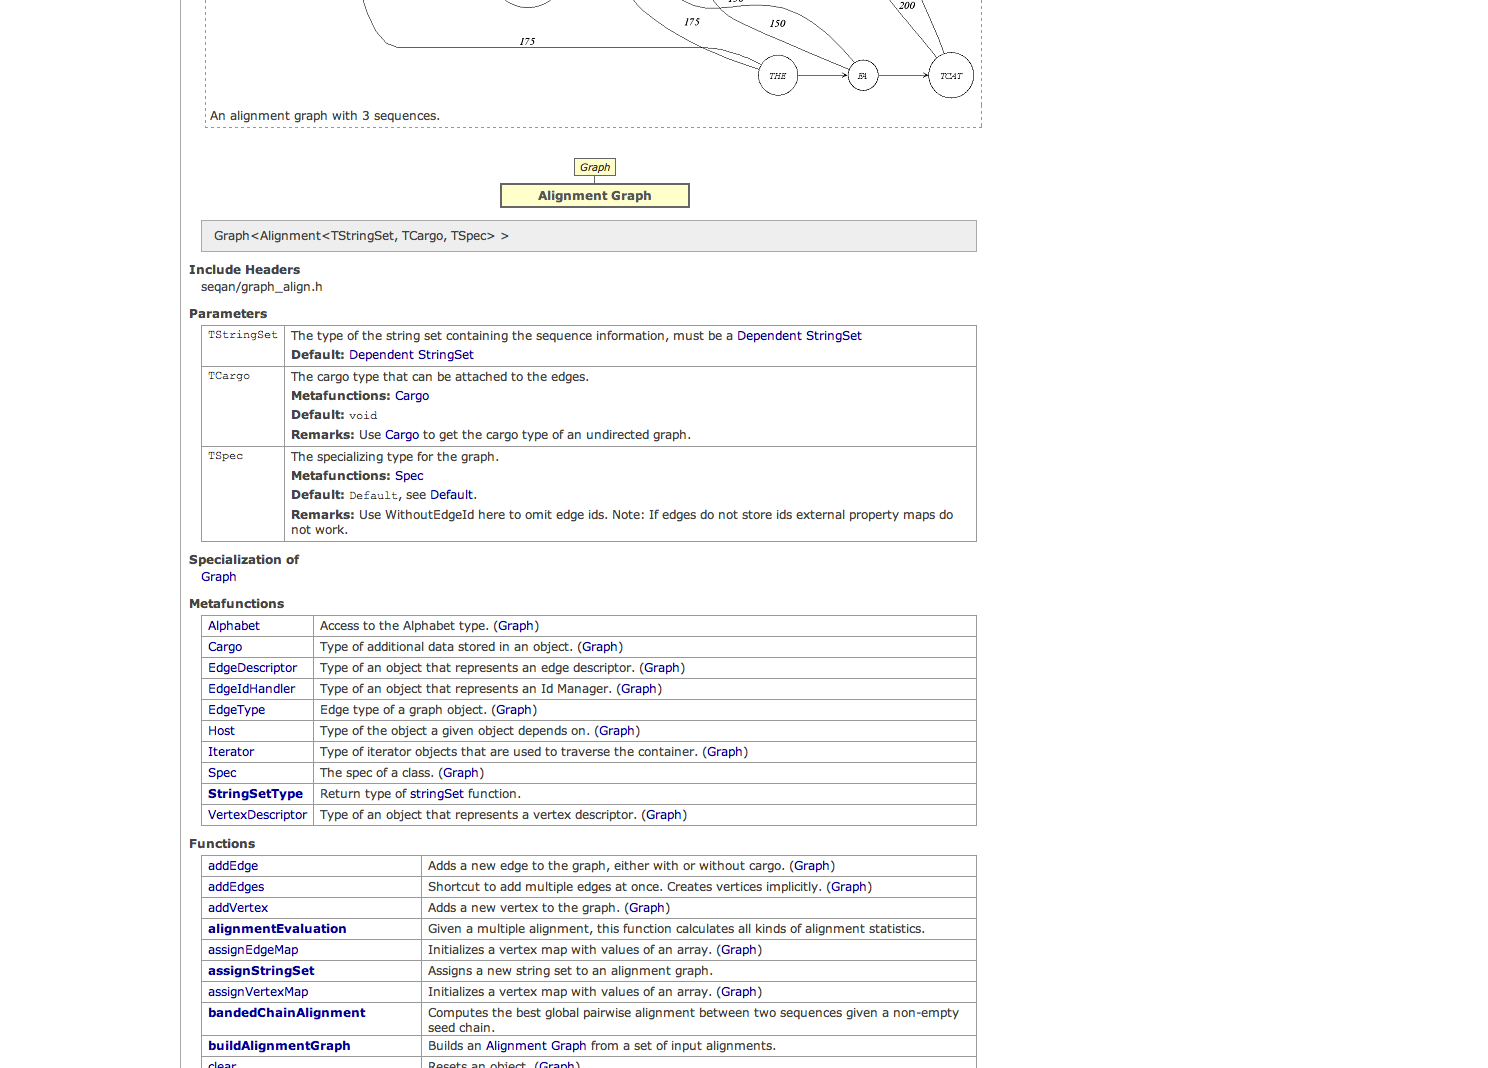 200
175
150
175
THE
FA
TCAT
An alignment graph with 3 sequences.
Graph
Alignment Graph
Graph<Alignment<TStringSet, TCargo, TSpec> >
Include Headers
seqan/graph_align.h
Parameters
TStringSet The type of the string set containing the sequence information, must be a Dependent StringSet
Default: Dependent StringSet
TCargo The cargo type that can be attached to the edges.
Metafunctions: Cargo
Default: void
Remarks: Use Cargo to get the cargo type of an undirected graph.
TSpec The specializing type for the graph.
Metafunctions: Spec
Default: Default, see Default.
Remarks: Use WithoutEdgeId here to omit edge ids. Note: If edges do not store ids external property maps do
not work.
Specialization of
Graph
Metafunctions
Alphabet Access to the Alphabet type. (Graph)
Cargo Type of additional data stored in an object. (Graph)
EdgeDescriptor Type of an object that represents an edge descriptor. (Graph)
EdgeIdHandler Type of an object that represents an Id Manager. (Graph)
EdgeType Edge type of a graph object. (Graph)
Host Type of the object a given object depends on. (Graph)
Iterator Type of iterator objects that are used to traverse the container. (Graph)
Spec The spec of a class. (Graph)
StringSetType Return type of stringSet function.
VertexDescriptor Type of an object that represents a vertex descriptor. (Graph)
Functions
addEdge Adds a new edge to the graph, either with or without cargo. (Graph)
addEdges Shortcut to add multiple edges at once. Creates vertices implicitly. (Graph)
addVertex Adds a new vertex to the graph. (Graph)
alignmentEvaluation Given a multiple alignment, this function calculates all kinds of alignment statistics.
assignEdgeMap Initializes a vertex map with values of an array. (Graph)
assignStringSet Assigns a new string set to an alignment graph.
assignVertexMap Initializes a vertex map with values of an array. (Graph)
bandedChainAlignment Computes the best global pairwise alignment between two sequences given a non-empty
seed chain.
buildAlignmentGraph Builds an Alignment Graph from a set of input alignments.
clear Resets an object. (Graph)